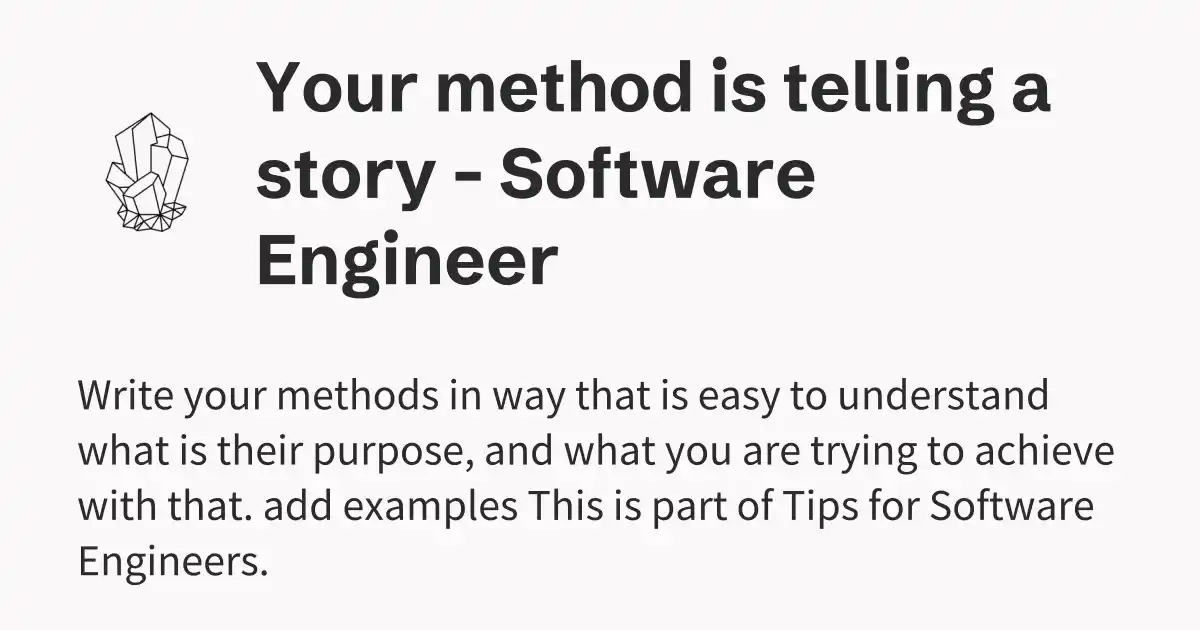 Your method is telling a
story - Software
Engineer
Write your methods in way that is easy to understand
what is their purpose, and what you are trying to achieve
with that. add examples This is part of Tips for Software
Engineers.